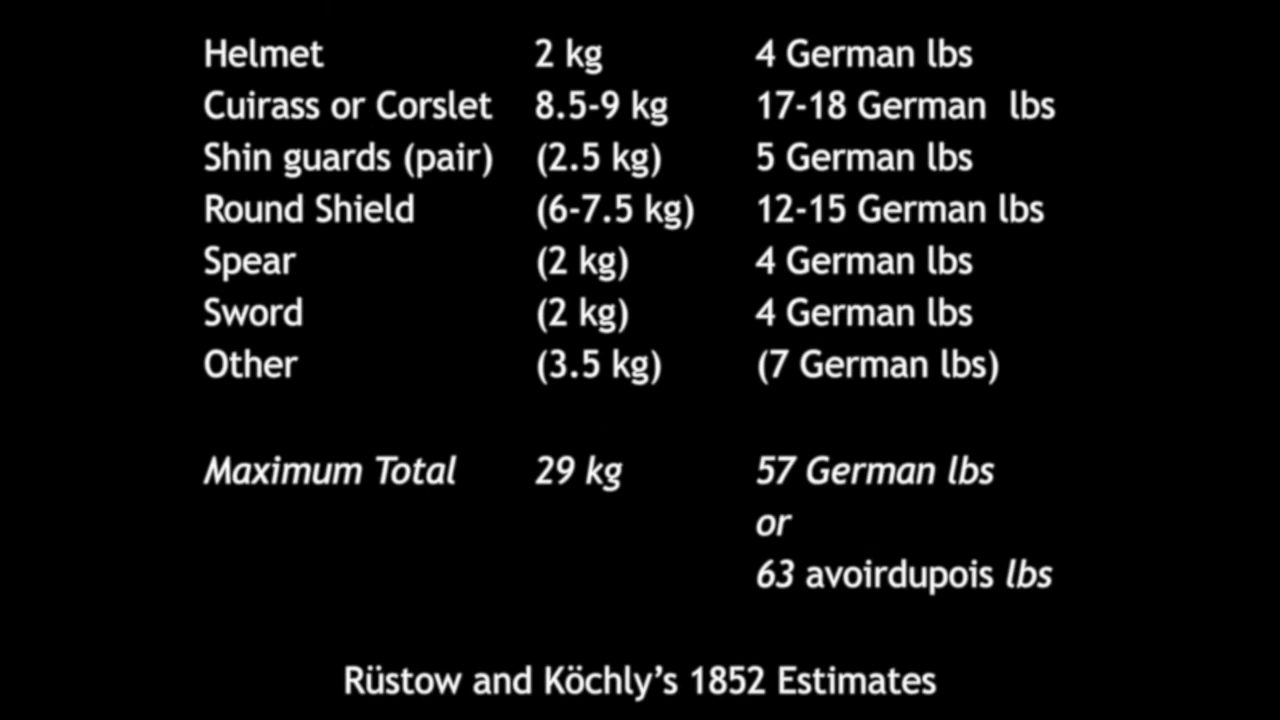 Helmet 2 kg 4 German lbs
Cuirass or Corslet 8.5-9 kg 17-18 German lbs
Shin guards (pair) (2.5 kg) 5 German lbs
Round Shield (6-7.5 kg) 12-15 German lbs
Spear (2 kg) 4 German lbs
Sword (2 kg) 4 German lbs
Other (3.5 kg) (7 German lbs)
Maximum Total 29 kg 57 German lbs
or
63 avoirdupois lbs
Rüstow and Köchly’s 1852 Estimates